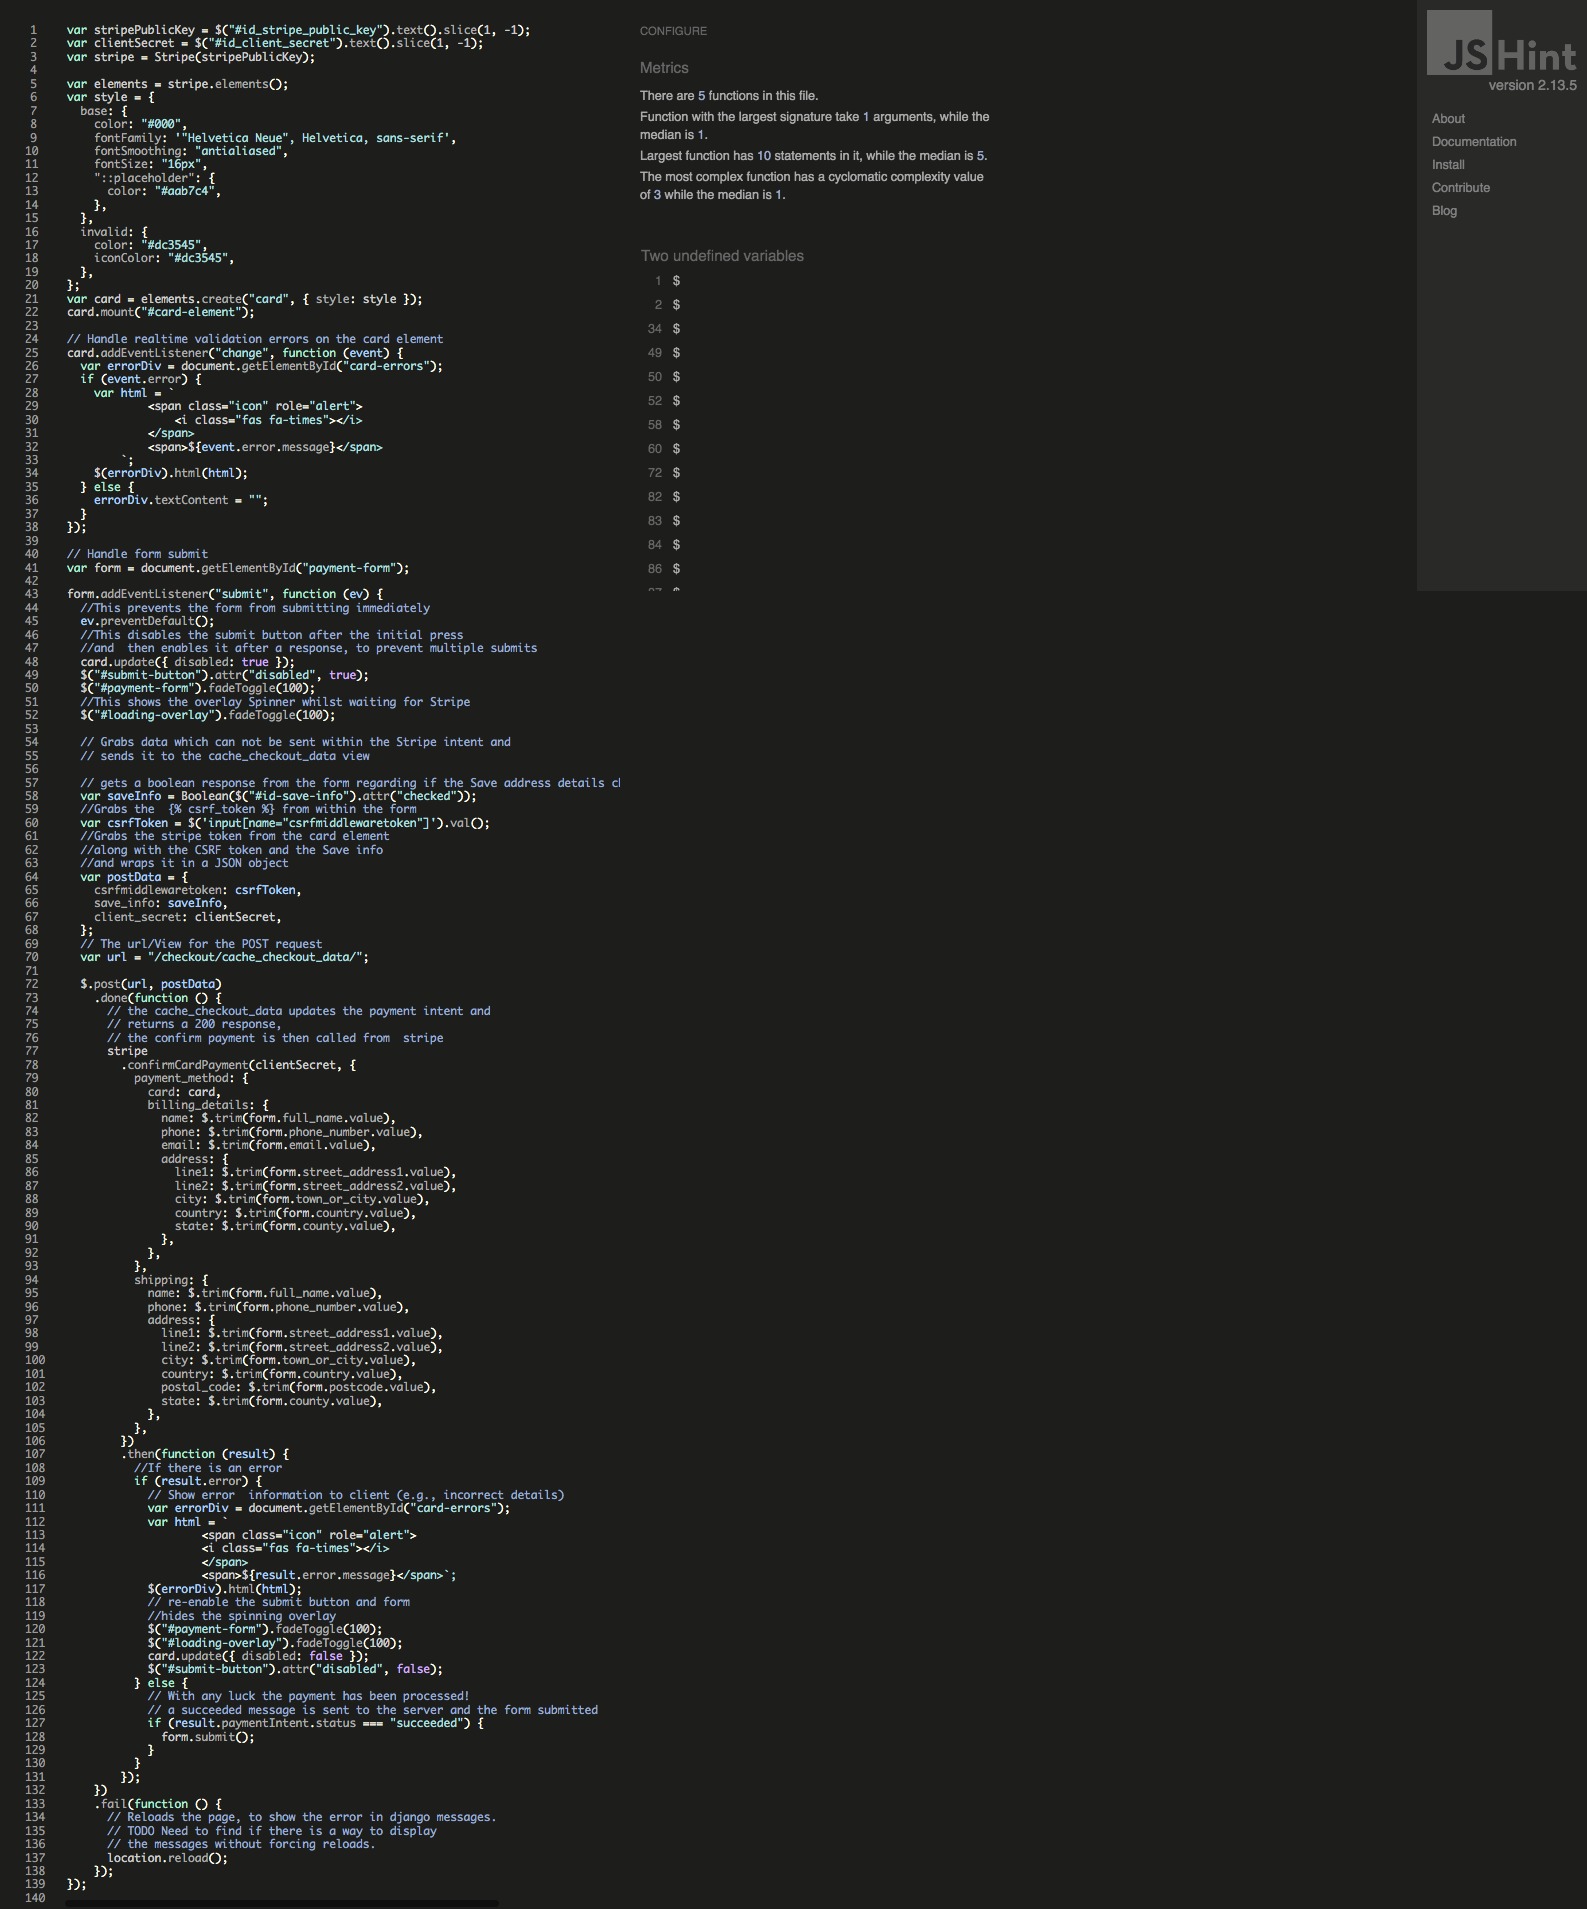 1 var stripePublicKey = $("#id_stripe_public_key").text().slice(1, -1);
2 var clientSecret = $("#id_client_secret").text().slice(1, -1);
3 var stripe = Stripe(stripePublicKey);
4
5 var elements = stripe.elements();
6 var style = {
7 base: {
8 color: "#000",
9 fontFamily: '"Helvetica Neue", Helvetica, sans-serif',
10 fontSmoothing: "antialiased",
11 fontSize: "16px",
12 "::placeholder": {
13 color: "#aab7c4",
14 },
15 },
16 invalid: {
17 color: "#dc3545",
18 iconColor: "#dc3545",
19 },
20 };
21 var card = elements.create("card", { style: style });
22 card.mount("#card-element");
23
24 // Handle realtime validation errors on the card element
25 card.addEventListener("change", function (event) {
26 var errorDiv = document.getElementById("card-errors");
27 if (event.error) {
28 var html = `
29 <span class="icon" role="alert">
30 <i class="fas fa-times"></i>
31 </span>
32 <span>${event.error.message}</span>
33 `;
34 $(errorDiv).html(html);
35 } else {
36 errorDiv.textContent = "";
37 }
38 });
39
40 // Handle form submit
41 var form = document.getElementById("payment-form");
42
43 form.addEventListener("submit", function (ev) {
44 //This prevents the form from submitting immediately
45 ev.preventDefault();
46 //This disables the submit button after the initial press
47 //and  then enables it after a response, to prevent multiple submits
48 card.update({ disabled: true });
49 $("#submit-button").attr("disabled", true);
50 $("#payment-form").fadeToggle(100);
51 //This shows the overlay Spinner whilst waiting for Stripe
52 $("#loading-overlay").fadeToggle(100);
53
54 // Grabs data which can not be sent within the Stripe intent and
55 // sends it to the cache_checkout_data view
56
57 // gets a boolean response from the form regarding if the Save address details
58 var saveInfo = Boolean($("#id-save-info").attr("checked"));
59 //Grabs the  {% csrf_token %} from within the form
60 var csrfToken = $('input[name="csrfmiddlewaretoken"]').val();
61 //Grabs the stripe token from the card element
62 //along with the CSRF token and the Save info
63 //and wraps it in a JSON object
64 var postData = {
65 csrfmiddlewaretoken: csrfToken,
66 save_info: saveInfo,
67 client_secret: clientSecret,
68 };
69 // The url/View for the POST request
70 var url = "/checkout/cache_checkout_data/";
71
72 $.post(url, postData)
73 .done(function () {
74 // the cache_checkout_data updates the payment intent and
75 // returns a 200 response,
76 // the confirm payment is then called from  stripe
77 stripe
78 .confirmCardPayment(clientSecret, {
79 payment_method: {
80 card: card,
81 billing_details: {
82 name: $.trim(form.full_name.value),
83 phone: $.trim(form.phone_number.value),
84 email: $.trim(form.email.value),
85 address: {
86 line1: $.trim(form.street_address1.value),
87 line2: $.trim(form.street_address2.value),
88 city: $.trim(form.town_or_city.value),
89 country: $.trim(form.country.value),
90 state: $.trim(form.county.value),
91 },
92 },
93 },
94 shipping: {
95 name: $.trim(form.full_name.value),
96 phone: $.trim(form.phone_number.value),
97 address: {
98 line1: $.trim(form.street_address1.value),
99 line2: $.trim(form.street_address2.value),
100 city: $.trim(form.town_or_city.value),
101 country: $.trim(form.country.value),
102 postal_code: $.trim(form.postcode.value),
103 state: $.trim(form.county.value),
104 },
105 },
106 })
107 .then(function (result) {
108 //If there is an error
109 if (result.error) {
110 // Show error  information to client (e.g., incorrect details)
111 var errorDiv = document.getElementById("card-errors");
112 var html = `
113 <span class="icon" role="alert">
114 <i class="fas fa-times"></i>
115 </span>
116 <span>${result.error.message}</span>`;
117 $(errorDiv).html(html);
118 // re-enable the submit button and form
119 //hides the spinning overlay
120 $("#payment-form").fadeToggle(100);
121 $("#loading-overlay").fadeToggle(100);
122 card.update({ disabled: false });
123 $("#submit-button").attr("disabled", false);
124 } else {
125 // With any luck the payment has been processed!
126 // a succeeded message is sent to the server and the form submitted
127 if (result.paymentIntent.status === "succeeded") {
128 form.submit();
129 }
130 }
131 });
132 })
133 .fail(function () {
134 // Reloads the page, to show the error in django messages.
135 // TODO Need to find if there is a way to display
136 // the messages without forcing reloads.
137 location.reload();
138 });
139 });
140
CONFIGURE
Metrics
There are 5 functions in this file.
Function with the largest signature take 1 arguments, while the
median is 1.
Largest function has 10 statements in it, while the median is 5.
The most complex function has a cyclomatic complexity value
of 3 while the median is 1.
Two undefined variables
1 $
2 $
34 $
49 $
50 $
52 $
58 $
60 $
72 $
82 $
83 $
84 $
86 $
JSHint
version 2.13.5
About
Documentation
Install
Contribute
Blog